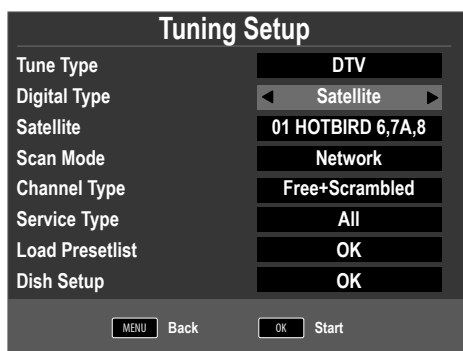 Tuning Setup
Tune Type DTV
Digital Type Satellite
Satellite 01 HOTBIRD 6,7A,8
Scan Mode Network
Channel Type Free+Scrambled
Service Type All
Load Presetlist OK
Dish Setup OK
MENU Back OK Start